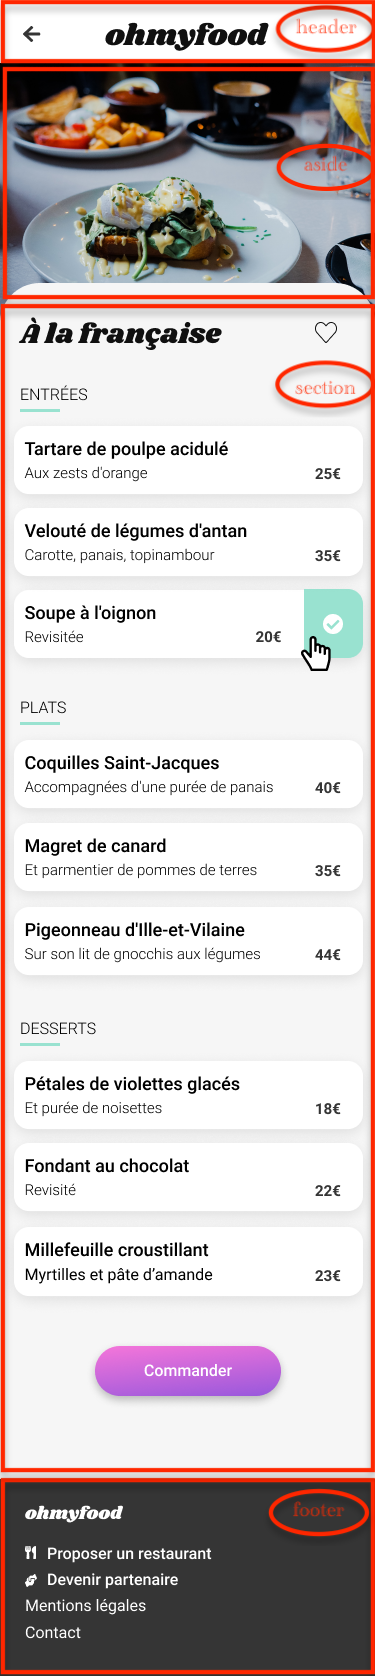 ohmyfood
header
aside
À la française
section
ENTRÉES
Tartare de poulpe acidulé
Aux zests d'orange 25€
Velouté de légumes d'antan
Carotte, panais, topinambour 35€
Soupe à l'oignon
Revisitée 20€
PLATS
Coquilles Saint-Jacques
Accompagnées d'une purée de panais 40€
Magret de canard
Et parmentier de pommes de terres 35€
Pigeonneau d'Ille-et-Vilaine
Sur son lit de gnocchis aux légumes 44€
DESSERTS
Pétales de violettes glacés
Et purée de noisettes 18€
Fondant au chocolat
Revisité 22€
Millefeuille croustillant
Myrtilles et pâte d’amande 23€
Commander
ohmyfood
footer
Proposer un restaurant
Devenir partenaire
Mentions légales
Contact